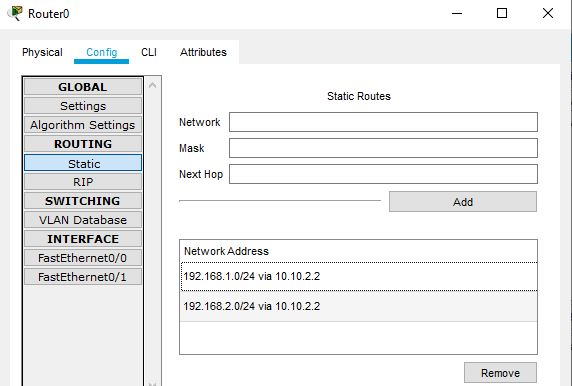 Router0
Physical Config CLI Attributes
GLOBAL
Settings
Algorithm Settings
ROUTING
Static
RIP
SWITCHING
VLAN Database
INTERFACE
FastEthernet0/0
FastEthernet0/1
Static Routes
Network
Mask
Next Hop
Add
Network Address
192.168.1.0/24 via 10.10.2.2
192.168.2.0/24 via 10.10.2.2
Remove